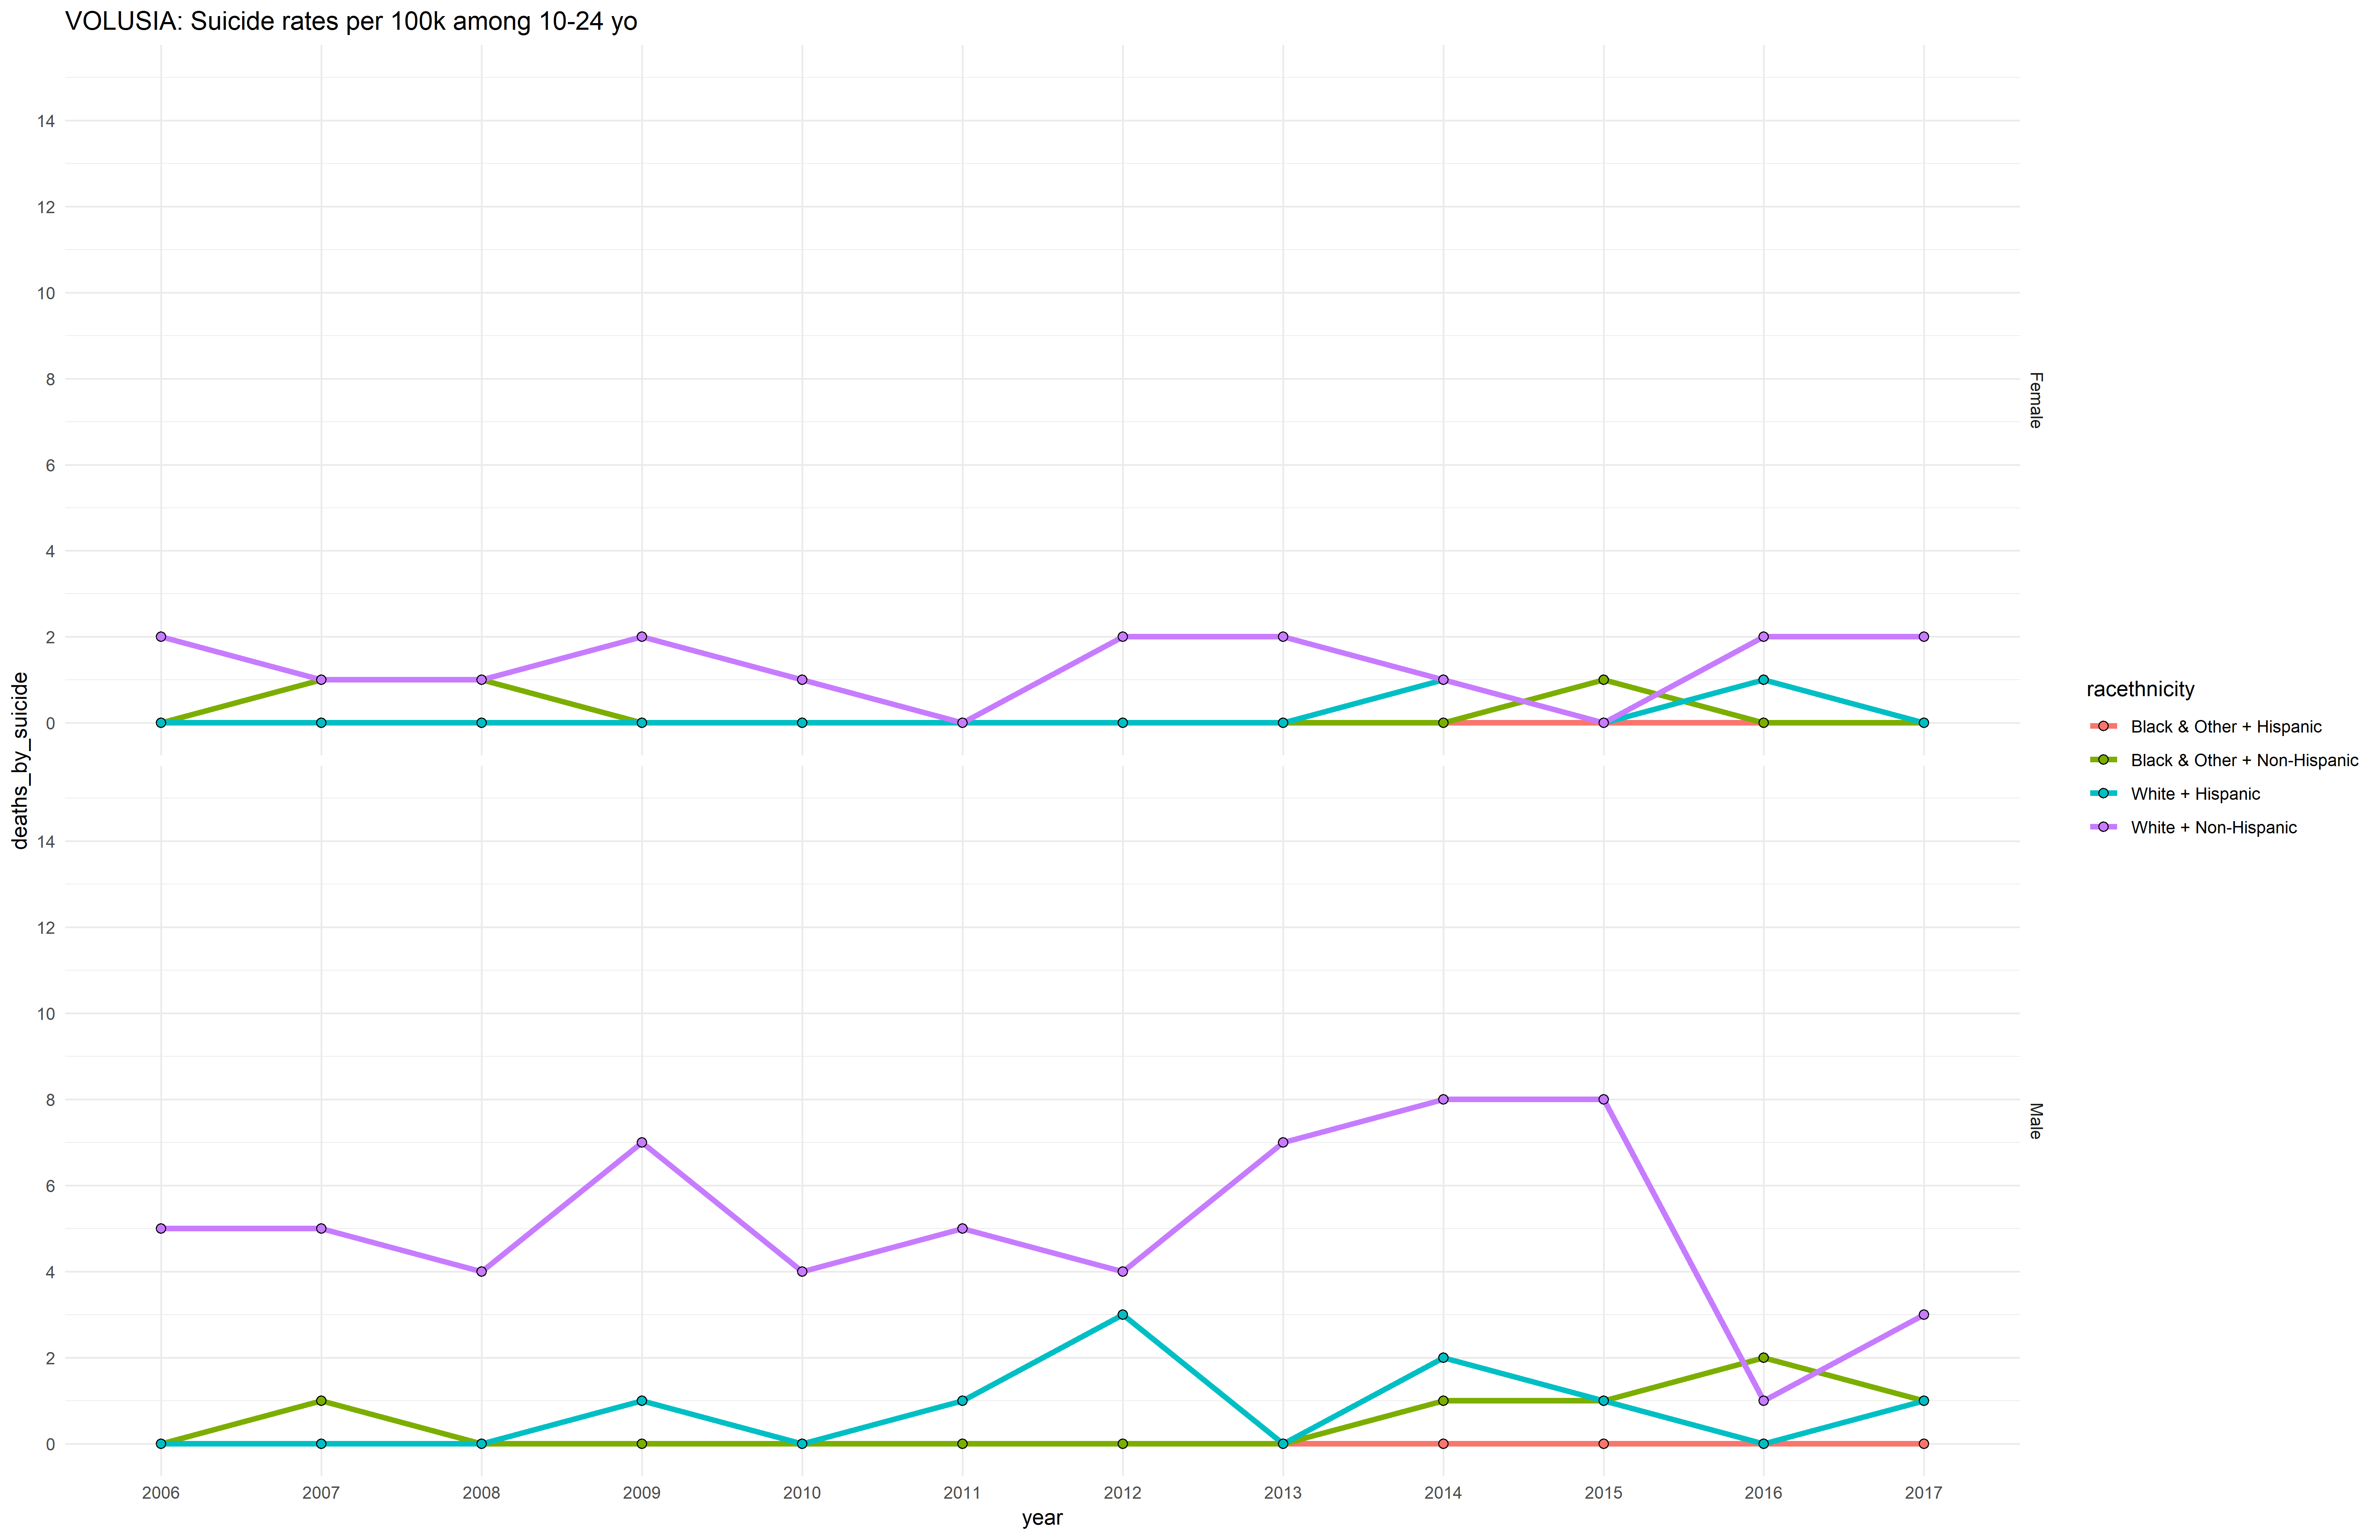 VOLUSIA: Suicide rates per 100k among 10-24 yo
deaths_by_suicide
14
12
10
8
6
4
2
0
Female
14
12
10
8
6
4
2
0
Male
2006 2007 2008 2009 2010 2011 2012 2013 2014 2015 2016 2017
year
racethnicity
Black & Other + Hispanic
Black & Other + Non-Hispanic
White + Hispanic
White + Non-Hispanic